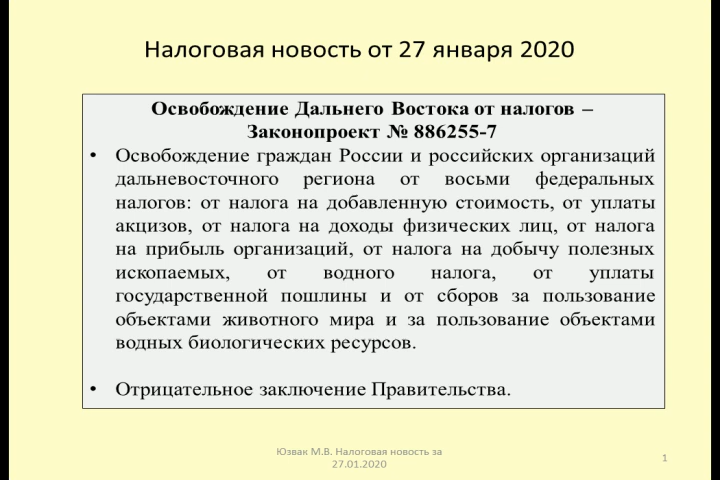 Налоговая новость от 27 января 2020
Освобождение Дальнего Востока от налогов –
Законопроект № 886255-7
• Освобождение граждан России и российских организаций
дальневосточного региона от восьми федеральных
налогов: от налога на добавленную стоимость, от уплаты
акцизов, от налога на доходы физических лиц, от налога
на прибыль организаций, от налога на добычу полезных
ископаемых, от водного налога, от уплаты
государственной пошлины и от сборов за пользование
объектами животного мира и за пользование объектами
водных биологических ресурсов.
• Отрицательное заключение Правительства.
Юзвак М.В. Налоговая новость за
27.01.2020
1